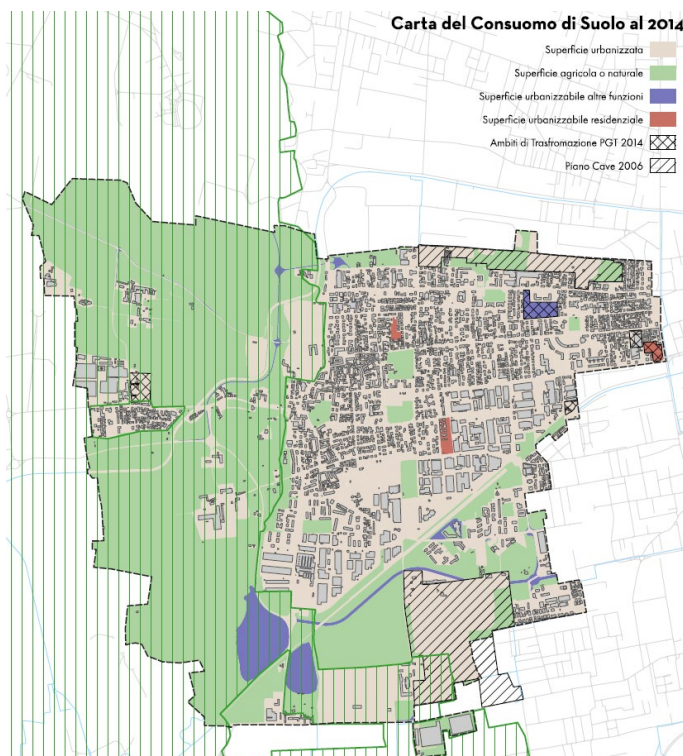 Carta del Consuomo di Suolo al 2014
Superficie urbanizzata
Superficie agricola o naturale
Superficie urbanizzabile altre funzioni
Superficie urbanizzabile residenziale
Ambiti di Trasfromazione PGT 2014
Piano Cave 2006